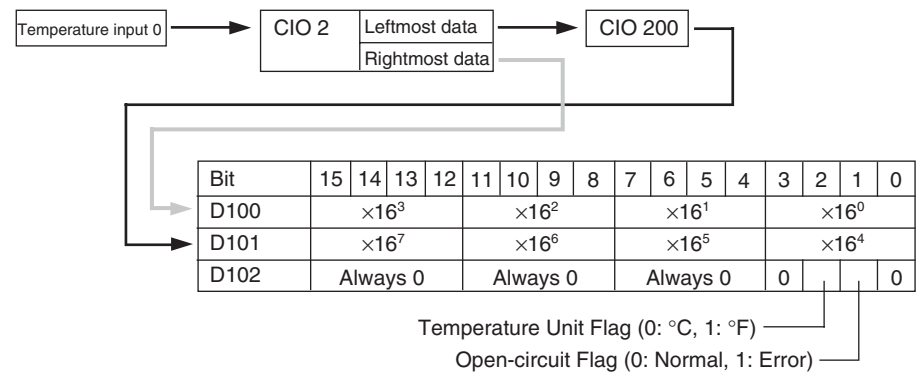 Temperature input 0
CIO 2
Leftmost data
CIO 200
Rightmost data
Bit 15 14 13 12 11 10 9 8 7 6 5 4 3 2 1 0
D100 ×16³ ×16² ×16¹ ×16⁰
D101 ×16⁷ ×16⁶ ×16⁵ ×16⁴
D102 Always 0 Always 0 Always 0 0 0
Temperature Unit Flag (0: °C, 1: °F)
Open-circuit Flag (0: Normal, 1: Error)